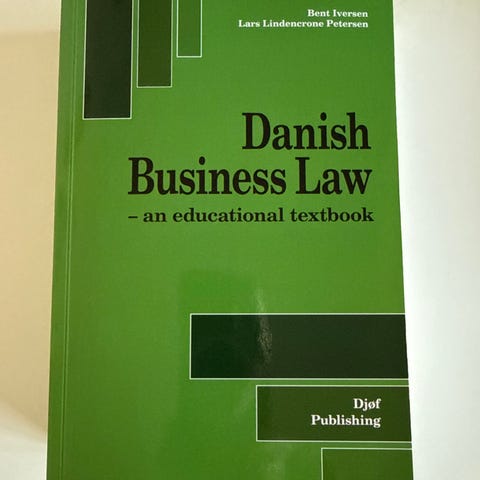 Bent Iversen
Lars Lindencrone Petersen
Danish
Business Law
– an educational textbook
Djøf
Publishing